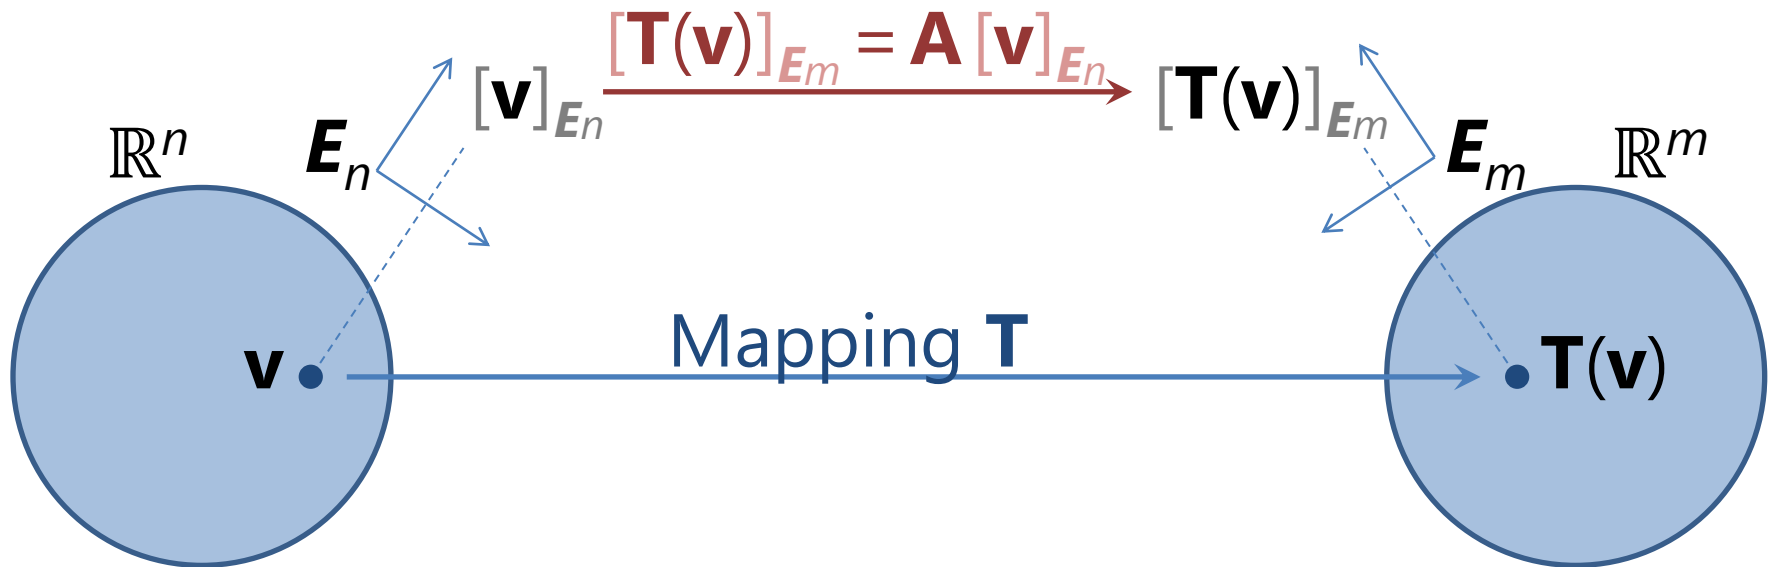 [T(v)]Em = A [v]En
[v]En
[T(v)]Em
ℝn
En
Em
ℝm
Mapping T
v
T(v)